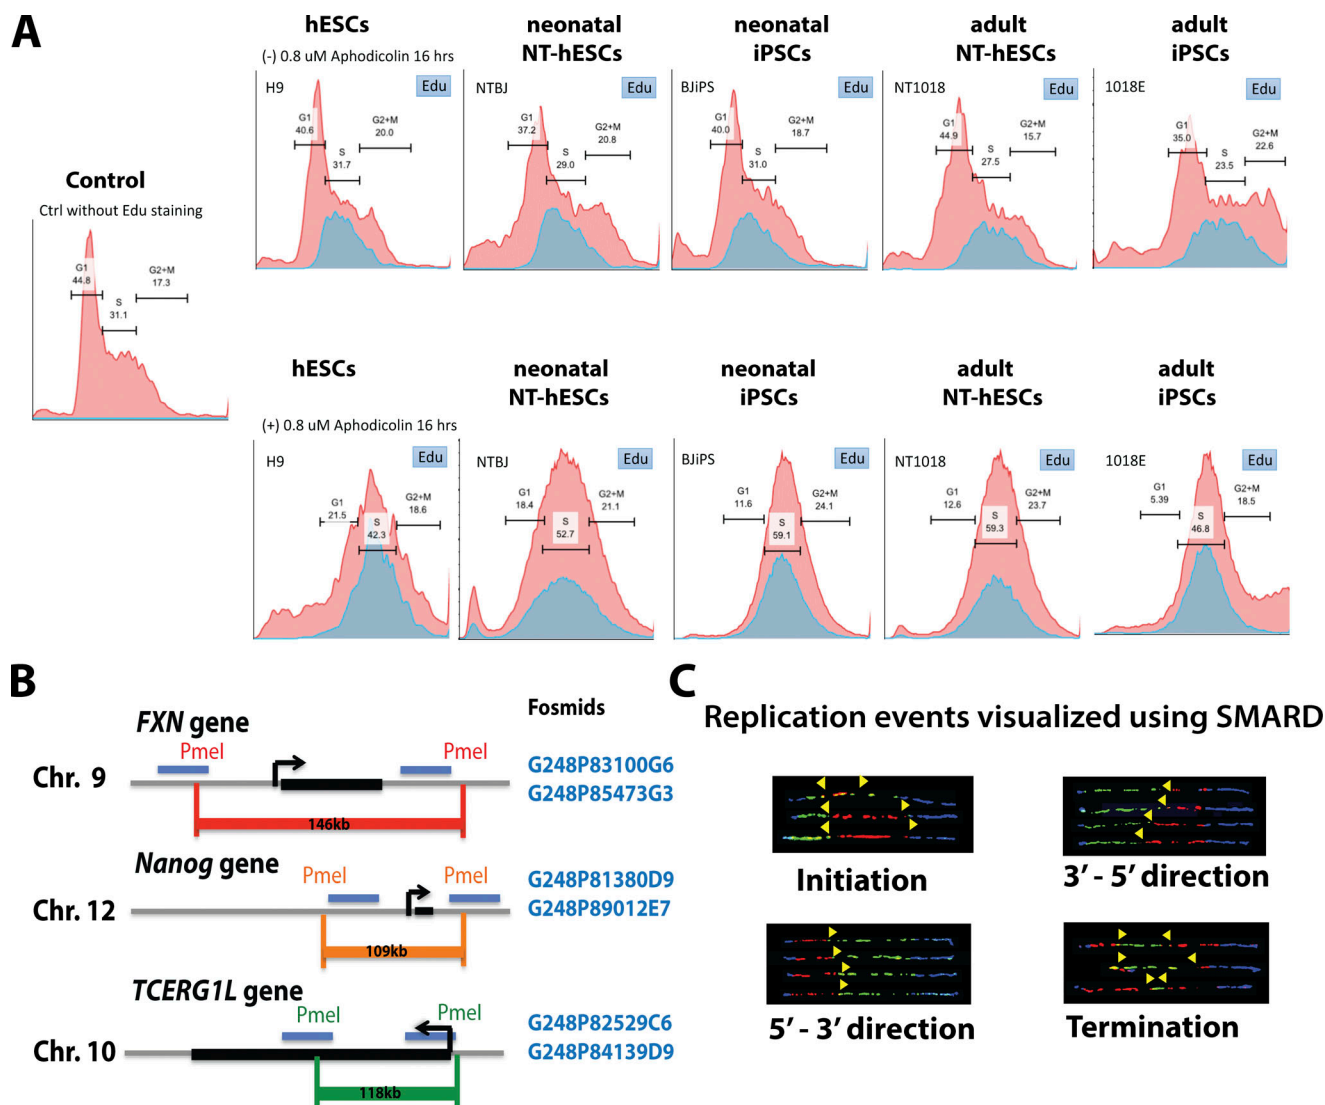 A
hESCs
neonatal
NT-hESCs
neonatal
iPSCs
adult
NT-hESCs
adult
iPSCs
(-) 0.8 uM Aphodicolin 16 hrs
H9
Edu
G1
40.6
S
31.7
G2+M
20.0
NTBJ
Edu
G1
37.2
S
29.0
G2+M
20.8
BJiPS
Edu
G1
40.0
S
31.0
G2+M
18.7
NT1018
Edu
G1
44.9
S
27.5
G2+M
15.7
1018E
Edu
G1
35.0
S
23.5
G2+M
22.6
Control
Ctrl without Edu staining
G1
44.8
S
31.1
G2+M
17.3
hESCs
neonatal
NT-hESCs
neonatal
iPSCs
adult
NT-hESCs
adult
iPSCs
(+) 0.8 uM Aphodicolin 16 hrs
H9
Edu
G1
21.5
S
42.3
G2+M
18.6
NTBJ
Edu
G1
18.4
S
52.7
G2+M
21.1
BJiPS
Edu
G1
11.6
S
59.1
G2+M
24.1
NT1018
Edu
G1
12.6
S
59.3
G2+M
23.7
1018E
Edu
G1
5.39
S
46.8
G2+M
18.5
B
Fosmids
FXN gene
PmeI
PmeI
Chr. 9
146kb
G248P83100G6
G248P85473G3
Nanog gene
PmeI
PmeI
Chr. 12
109kb
G248P81380D9
G248P89012E7
TCERG1L gene
PmeI
PmeI
Chr. 10
118kb
G248P82529C6
G248P84139D9
C
Replication events visualized using SMARD
Initiation
3' - 5' direction
5' - 3' direction
Termination